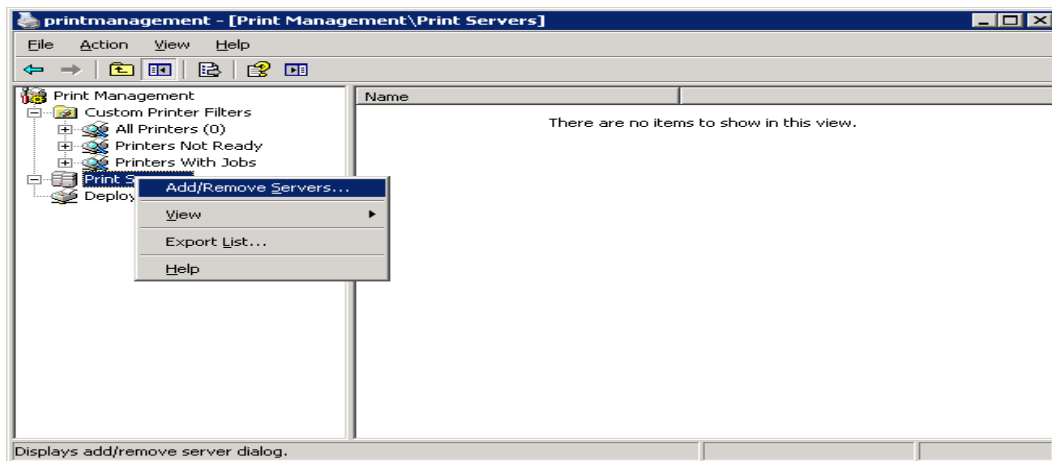 printmanagement - [Print Management\Print Servers]
File Action View Help
Print Management
Custom Printer Filters
All Printers (0)
Printers Not Ready
Printers With Jobs
Print S
Deploy
Add/Remove Servers...
View
Export List...
Help
Name
There are no items to show in this view.
Displays add/remove server dialog.